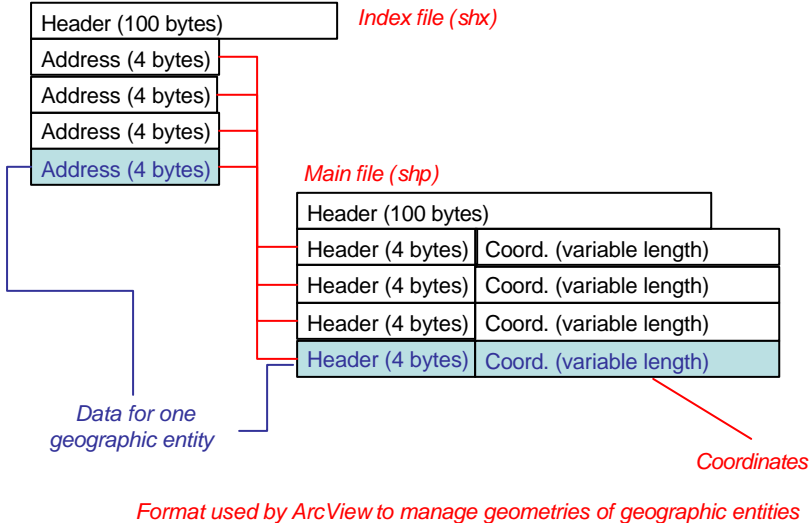 Header (100 bytes)
Index file (shx)
Address (4 bytes)
Address (4 bytes)
Address (4 bytes)
Address (4 bytes)
Main file (shp)
Header (100 bytes)
Header (4 bytes) Coord. (variable length)
Header (4 bytes) Coord. (variable length)
Header (4 bytes) Coord. (variable length)
Header (4 bytes) Coord. (variable length)
Data for one
geographic entity
Coordinates
Format used by ArcView to manage geometries of geographic entities